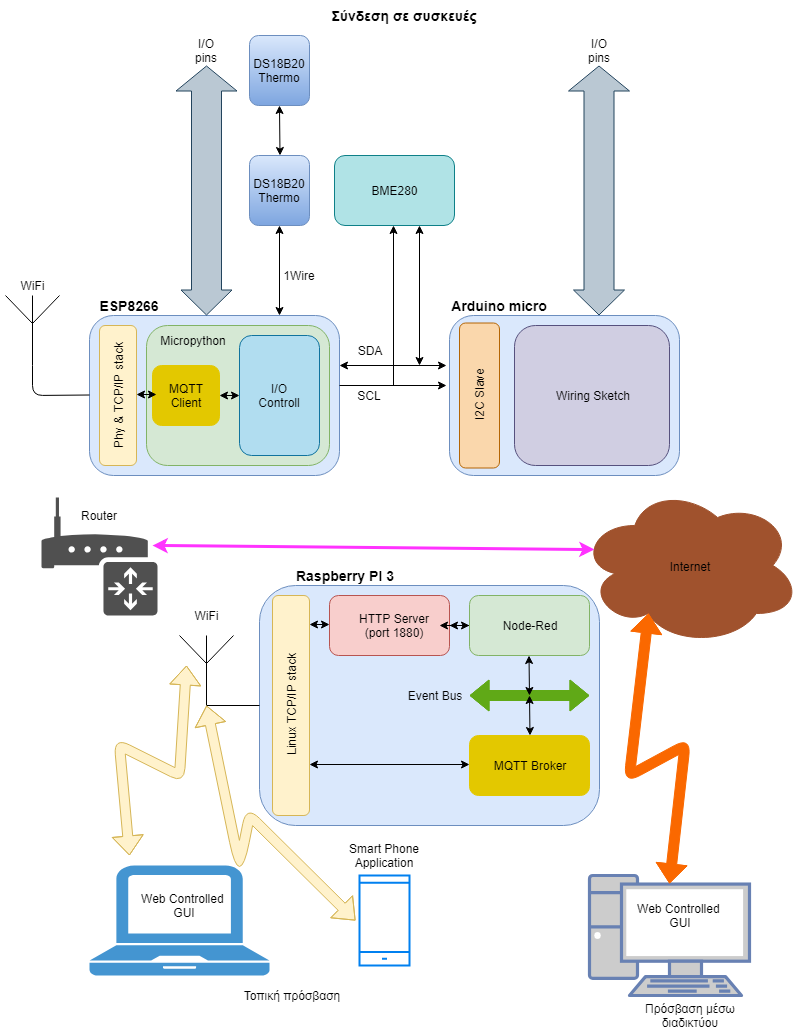 Σύνδεση σε συσκευές
I/O
pins
DS18B20
Thermo
I/O
pins
DS18B20
Thermo
BME280
1Wire
WiFi
ESP8266
Arduino micro
Phy & TCP/IP stack
Micropython
MQTT
Client
I/O
Controll
SDA
SCL
I2C Slave
Wiring Sketch
Router
Internet
Raspberry PI 3
WiFi
Linux TCP/IP stack
HTTP Server
(port 1880)
Node-Red
Event Bus
MQTT Broker
Smart Phone
Application
Web Controlled
GUI
Web Controlled
GUI
Τοπική πρόσβαση
Πρόσβαση μέσω
διαδικτύου